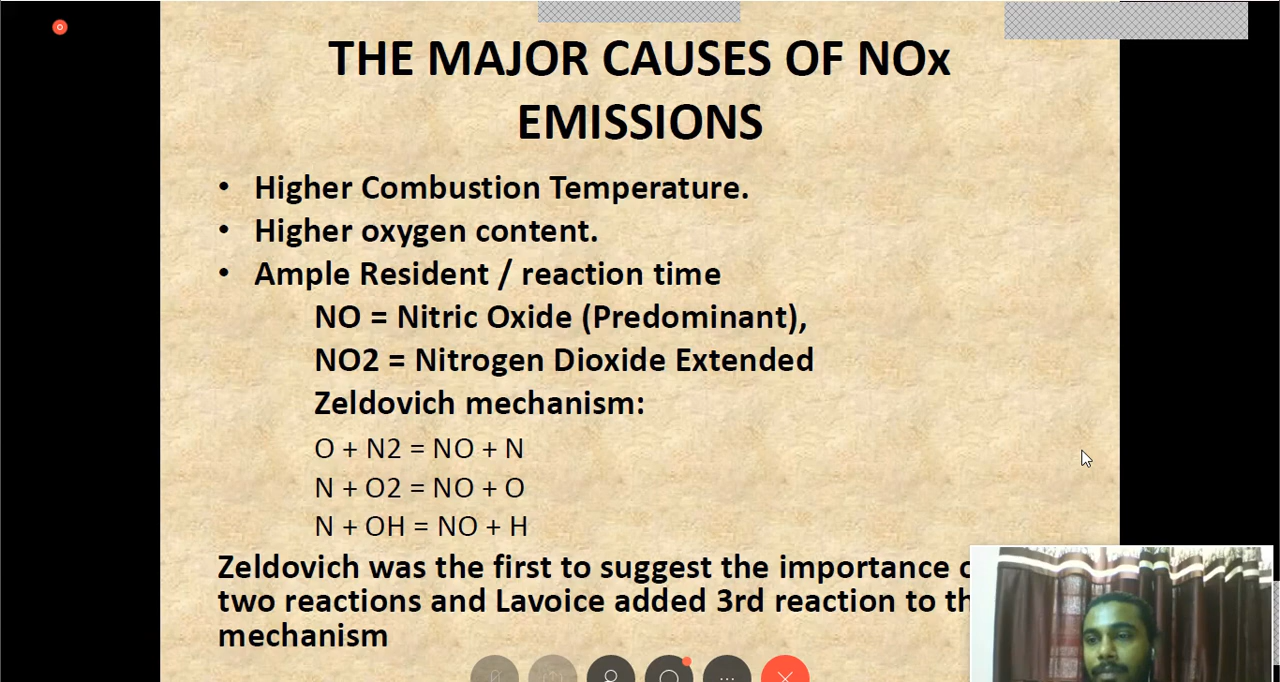 THE MAJOR CAUSES OF NOx
EMISSIONS
• Higher Combustion Temperature.
• Higher oxygen content.
• Ample Resident / reaction time
NO = Nitric Oxide (Predominant),
NO2 = Nitrogen Dioxide Extended
Zeldovich mechanism:
O + N2 = NO + N
N + O2 = NO + O
N + OH = NO + H
Zeldovich was the first to suggest the importance
two reactions and Lavoice added 3rd reaction to
mechanism